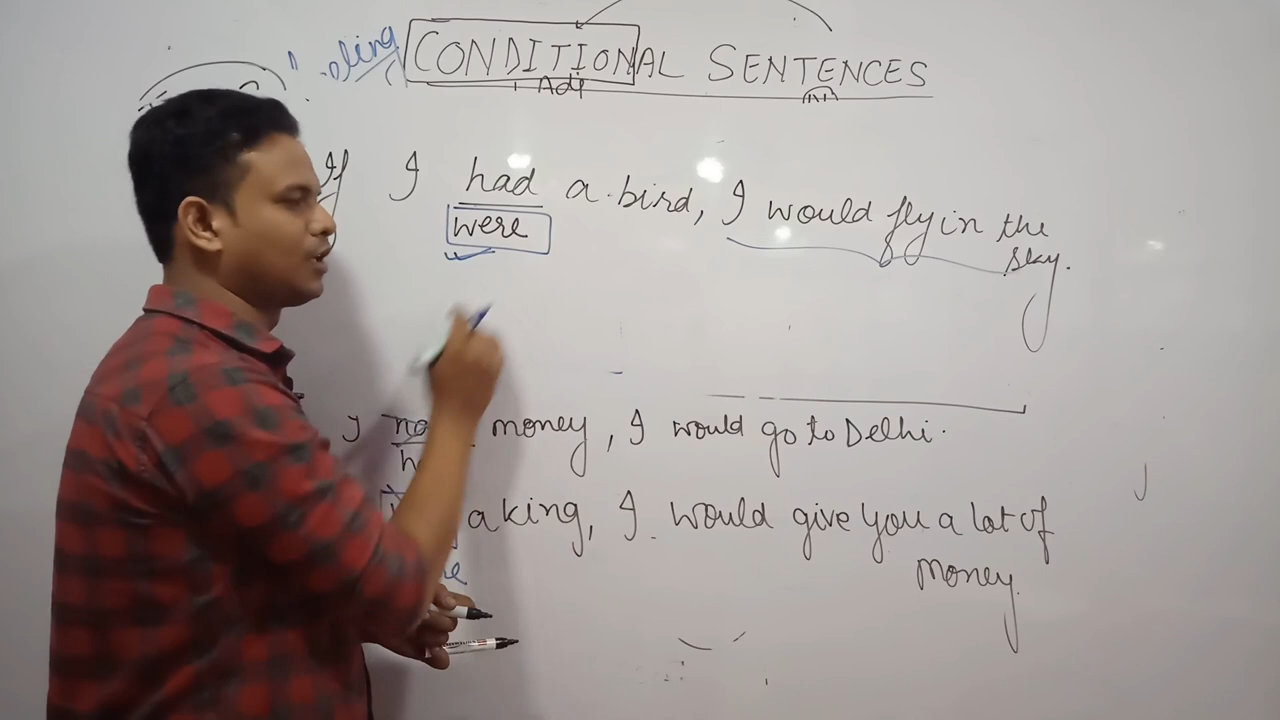 CONDITIONAL SENTENCES
Adj
If I had a bird, I would fly in the
were
sky.
I money, I would go to Delhi.
a king, I would give you a lot of
money.